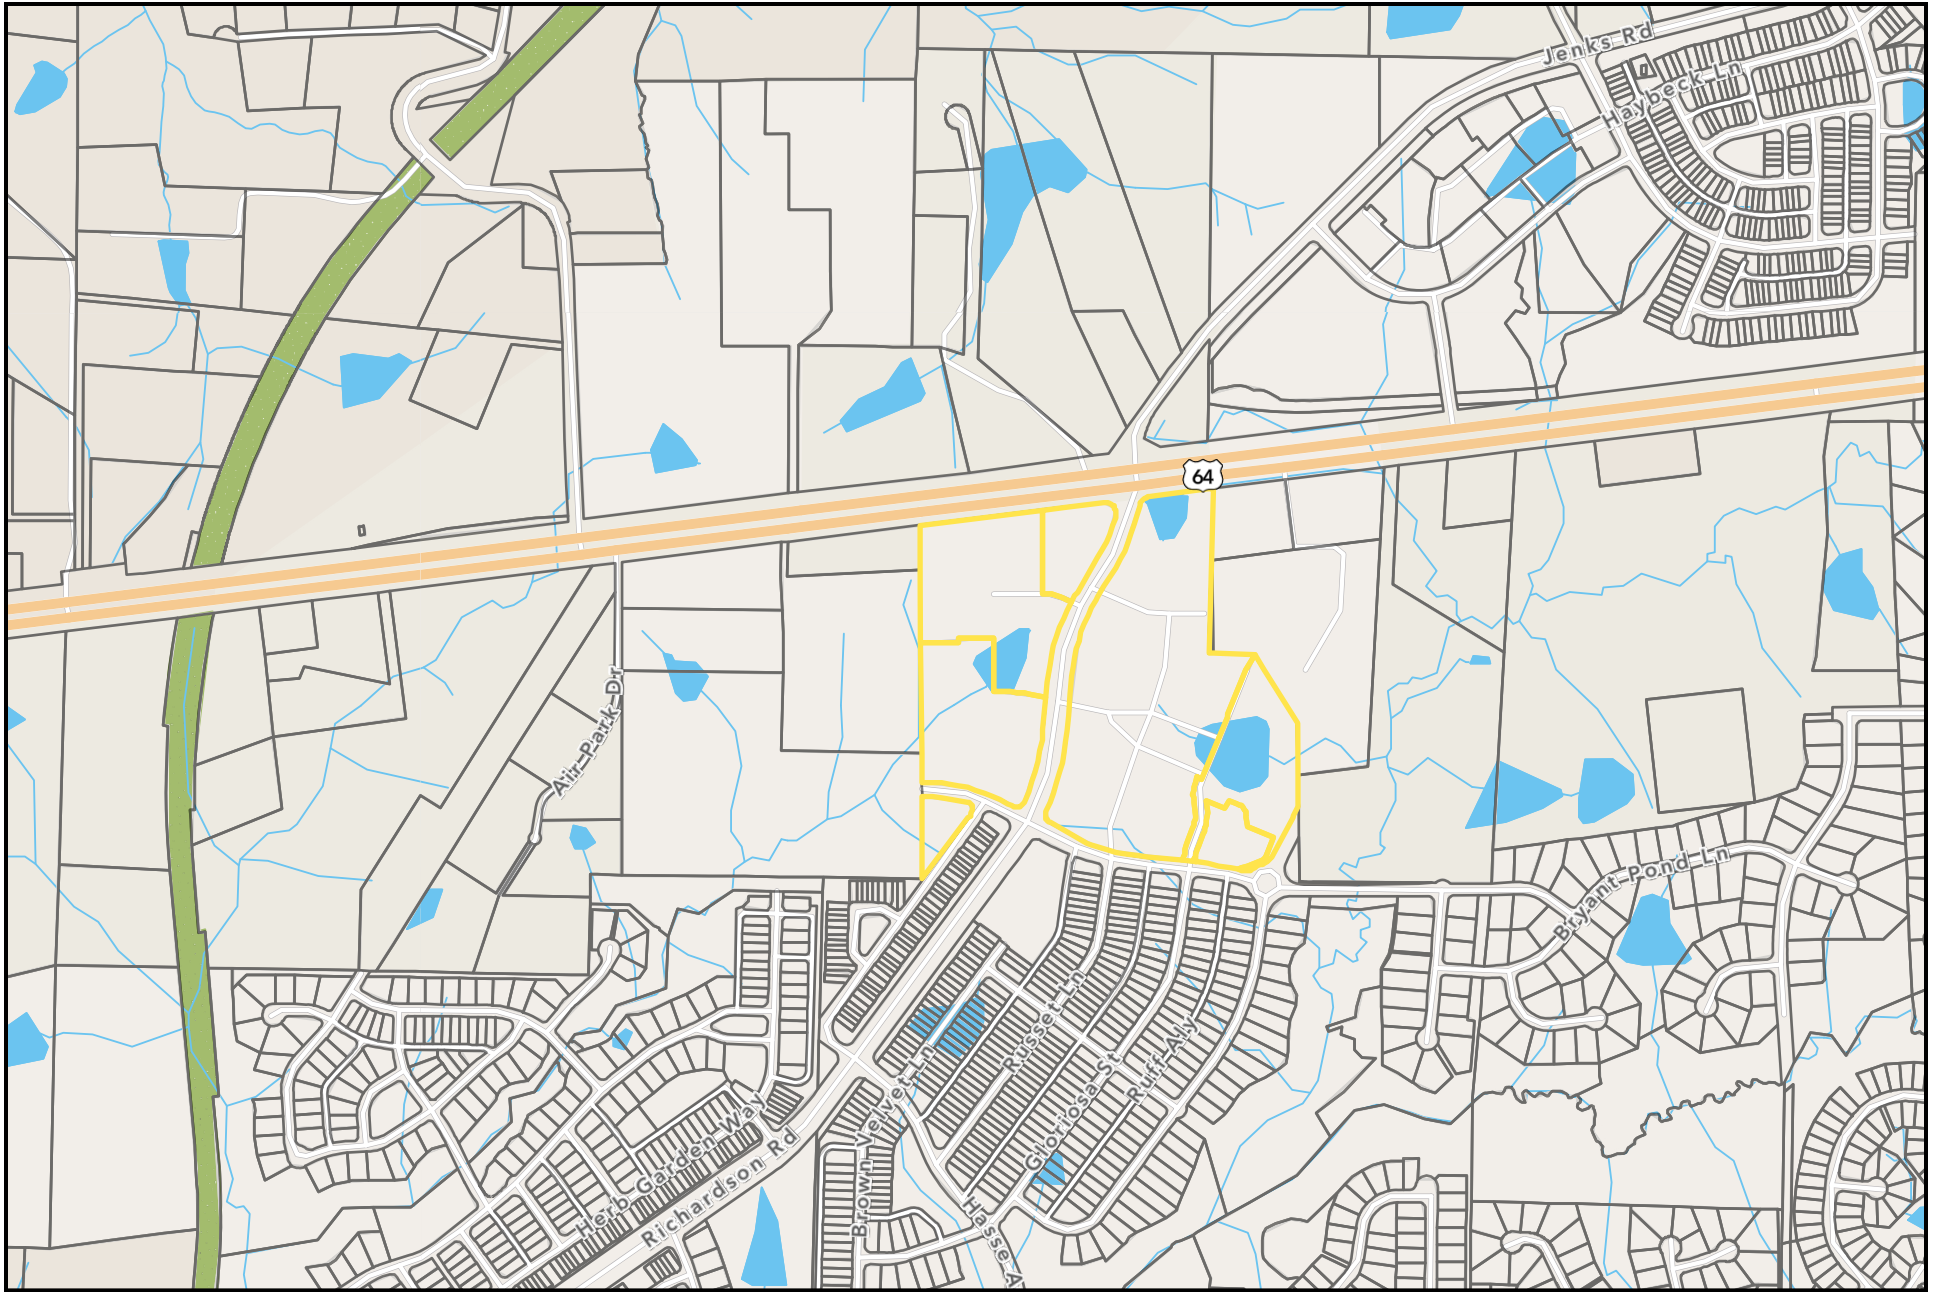 Jenks Rd
Haybeck Ln
64
Air Park Dr
Bryant Pond Ln
Russet Ln
Ruff Aly
Gloriosa St
Brown Velvet Ln
Herb Garden Way
Richardson Rd
Hasse A